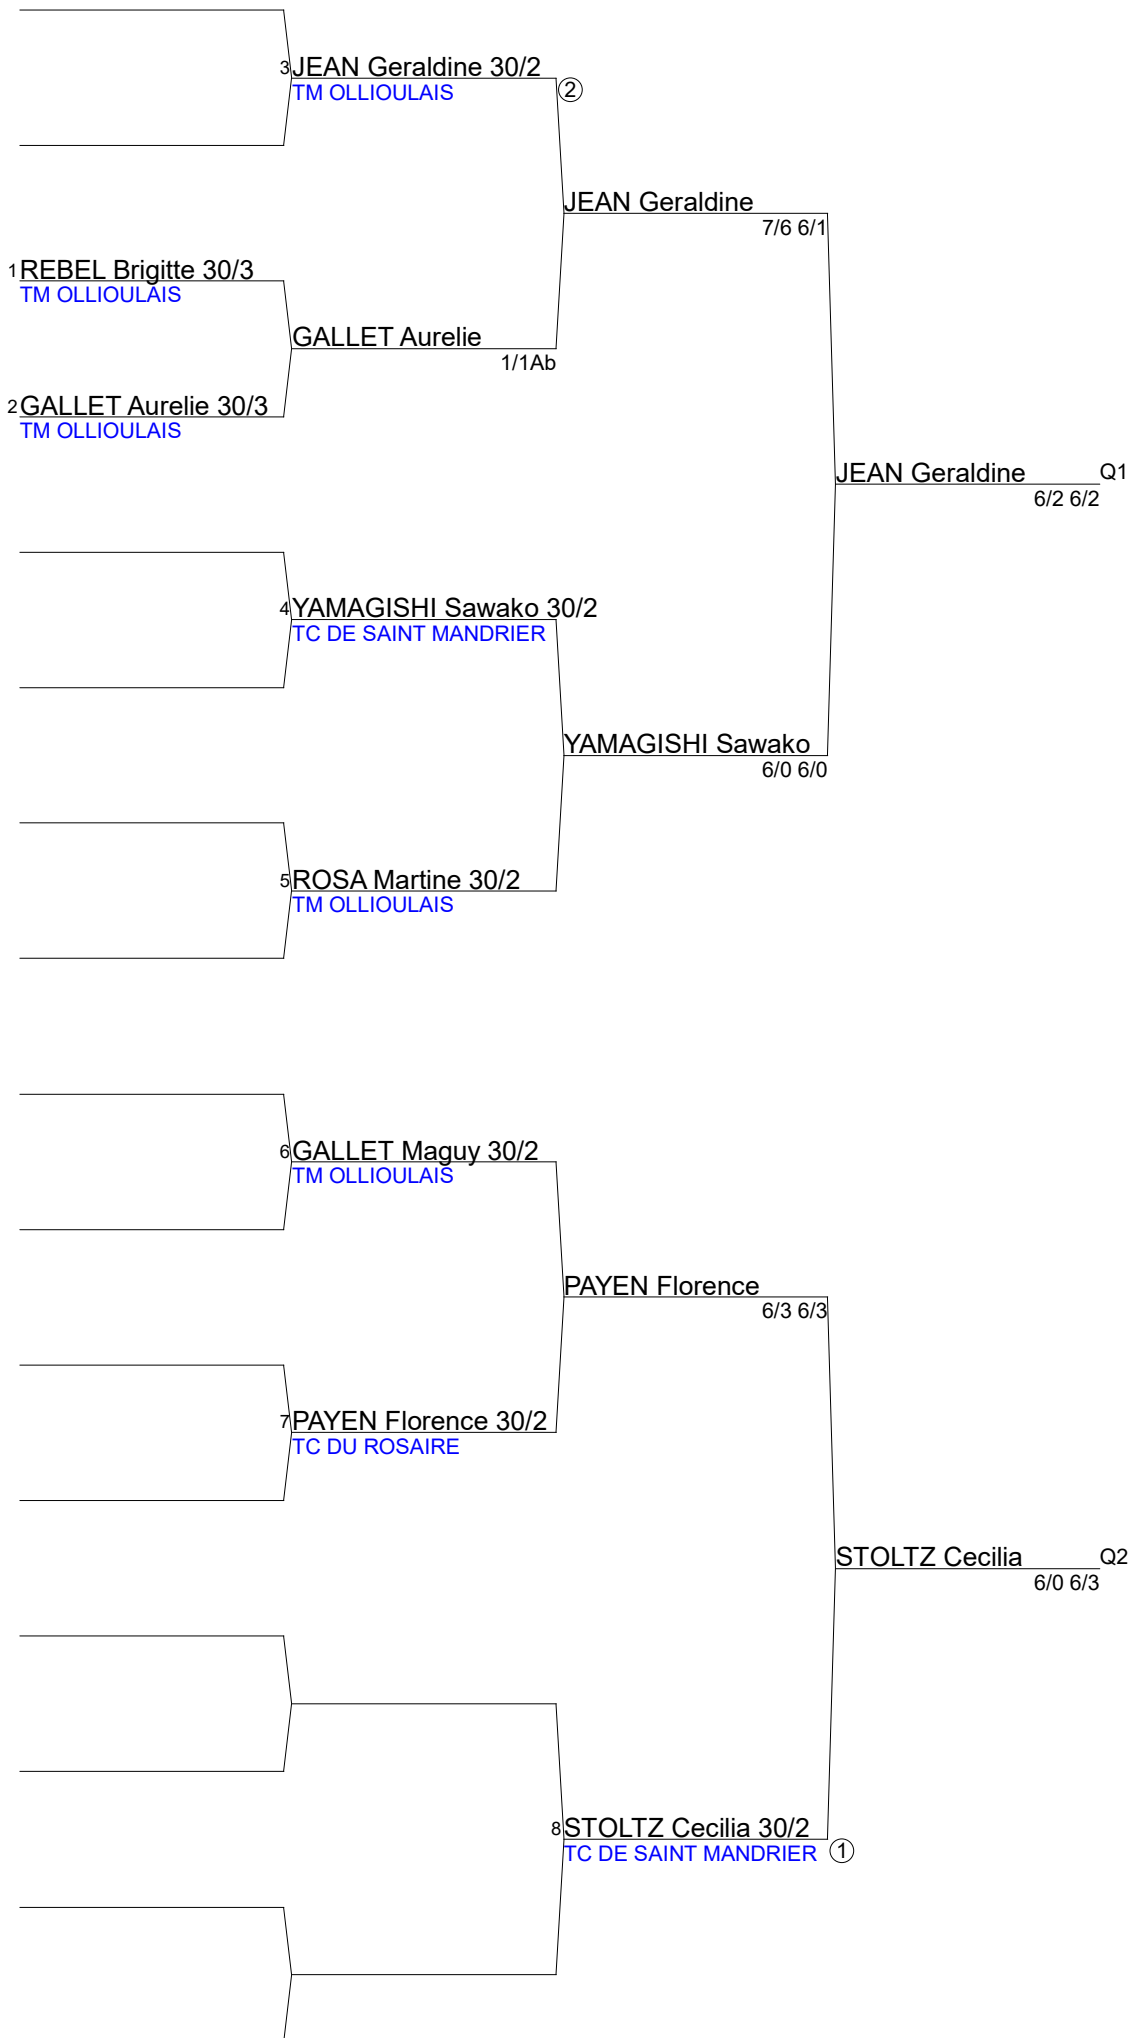 3 JEAN Geraldine 30/2
TM OLLIOULAIS
2
JEAN Geraldine
7/6 6/1
1 REBEL Brigitte 30/3
TM OLLIOULAIS
GALLET Aurelie
1/1Ab
2 GALLET Aurelie 30/3
TM OLLIOULAIS
JEAN Geraldine Q1
6/2 6/2
4 YAMAGISHI Sawako 30/2
TC DE SAINT MANDRIER
YAMAGISHI Sawako
6/0 6/0
5 ROSA Martine 30/2
TM OLLIOULAIS
6 GALLET Maguy 30/2
TM OLLIOULAIS
PAYEN Florence
6/3 6/3
7 PAYEN Florence 30/2
TC DU ROSAIRE
STOLTZ Cecilia Q2
6/0 6/3
8 STOLTZ Cecilia 30/2
TC DE SAINT MANDRIER 1